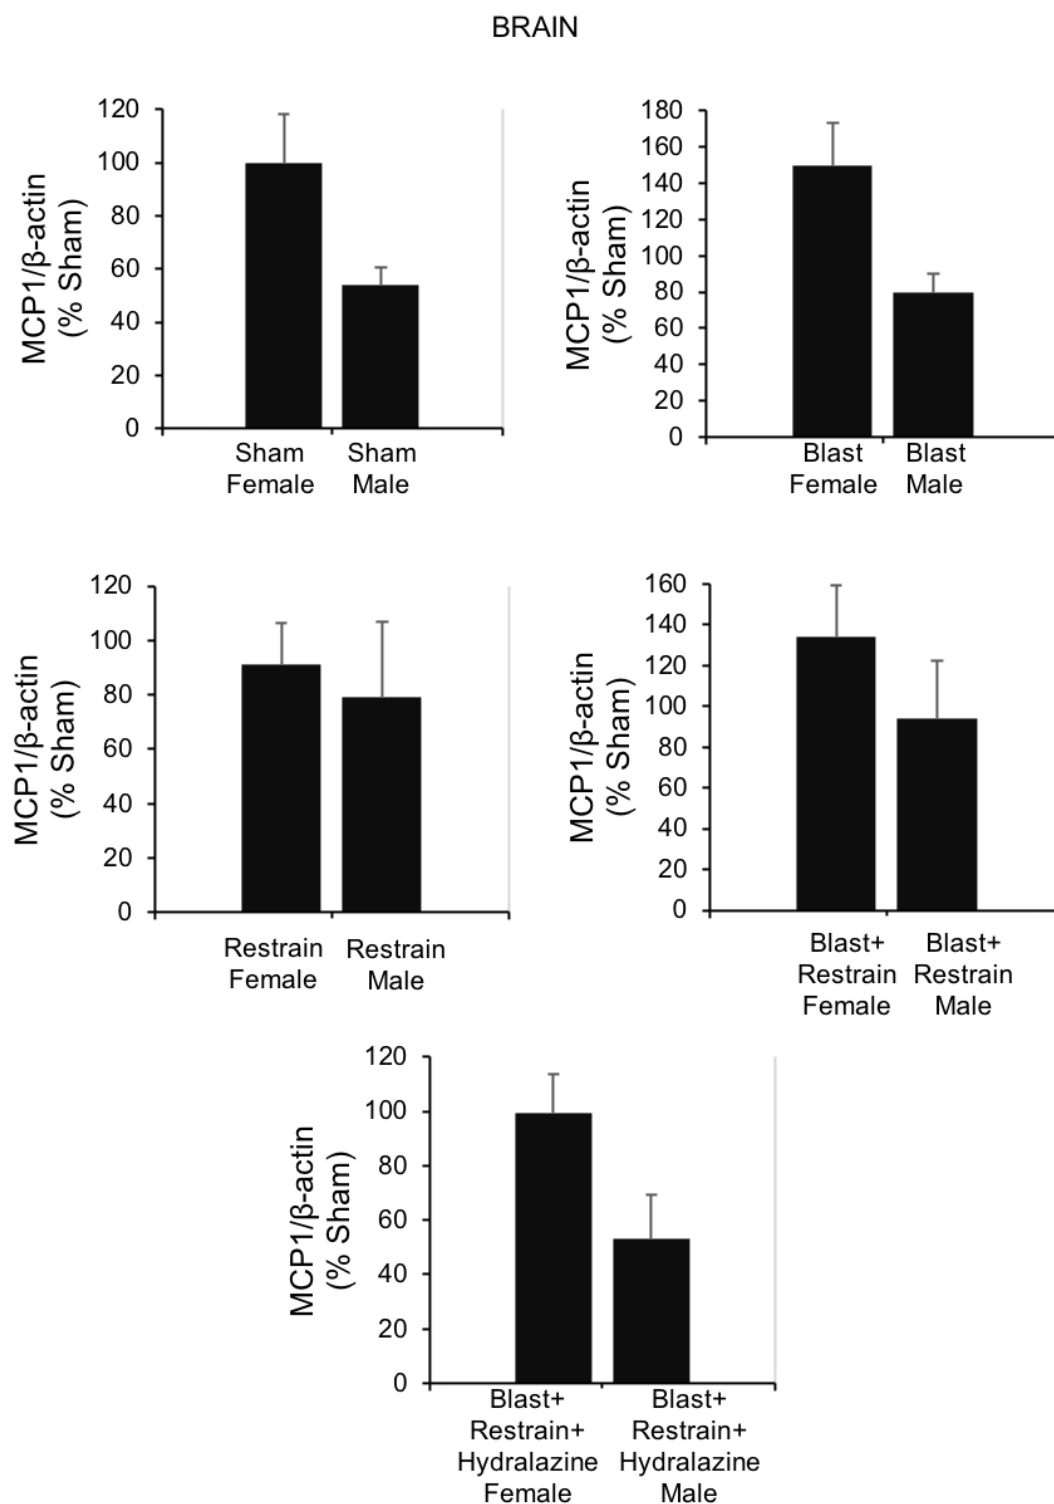 BRAIN
MCP1/β-actin
(% Sham)
120
100
80
60
40
20
0
Sham
Female
Sham
Male
MCP1/β-actin
(% Sham)
180
160
140
120
100
80
60
40
20
0
Blast
Female
Blast
Male
MCP1/β-actin
(% Sham)
120
100
80
60
40
20
0
Restrain
Female
Restrain
Male
MCP1/β-actin
(% Sham)
160
140
120
100
80
60
40
20
0
Blast+
Restrain
Female
Blast+
Restrain
Male
MCP1/β-actin
(% Sham)
120
100
80
60
40
20
0
Blast+
Restrain+
Hydralazine
Female
Blast+
Restrain+
Hydralazine
Male